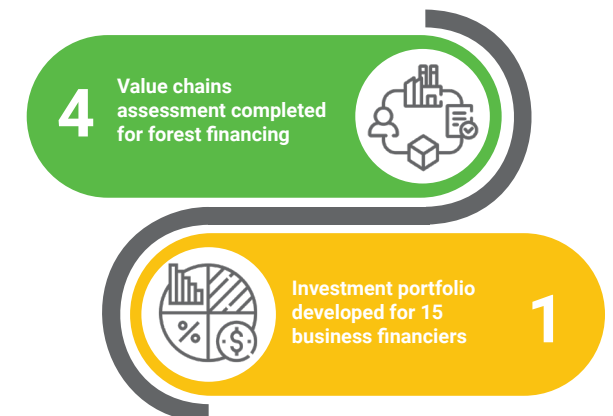 4
Value chains
assessment completed
for forest financing
Investment portfolio
developed for 15
business financiers
1
%
$